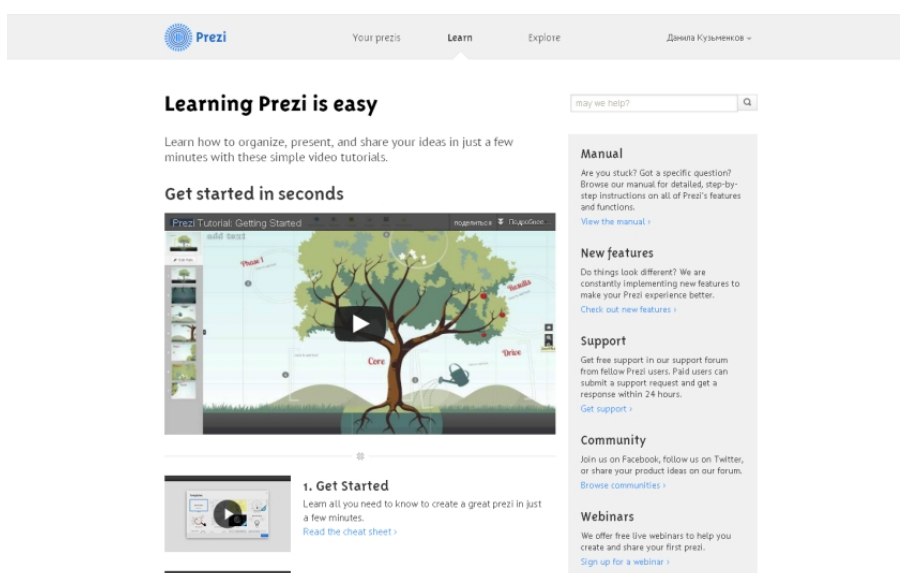 Prezi
Your prezis
Learn
Explore
Данила Кузьменков
Learning Prezi is easy
may we help?
Learn how to organize, present, and share your ideas in just a few
minutes with these simple video tutorials.
Get started in seconds
Prezi Tutorial: Getting Started
поделиться
Подробнее
add text
Phase 1
Results
Core
Drive
1. Get Started
Learn all you need to know to create a great prezi in just
a few minutes.
Read the cheat sheet ›
Manual
Are you stuck? Got a specific question?
Browse our manual for detailed, step-by-
step instructions on all of Prezi's features
and functions.
View the manual ›
New features
Do things look different? We are
constantly implementing new features to
make your Prezi experience better.
Check out new features ›
Support
Get free support in our support forum
from fellow Prezi users. Paid users can
submit a support request and get a
response within 24 hours.
Get support ›
Community
Join us on Facebook, follow us on Twitter,
or share your product ideas on our forum.
Browse communities ›
Webinars
We offer free live webinars to help you
create and share your first prezi.
Sign up for a webinar ›